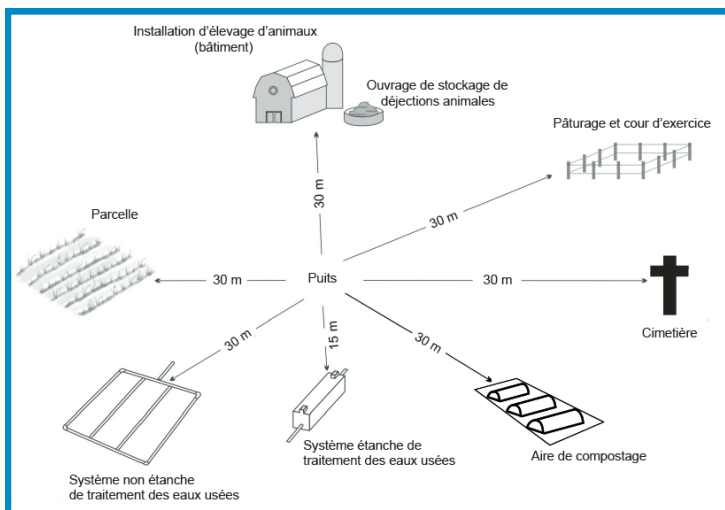 Installation d'élevage d'animaux
(bâtiment)
Ouvrage de stockage de
déjections animales
Pâturage et cour d'exercice
30 m
30 m
Parcelle
30 m
Puits
30 m
Cimetière
30 m
15 m
30 m
Système non étanche
de traitement des eaux usées
Système étanche de
traitement des eaux usées
Aire de compostage